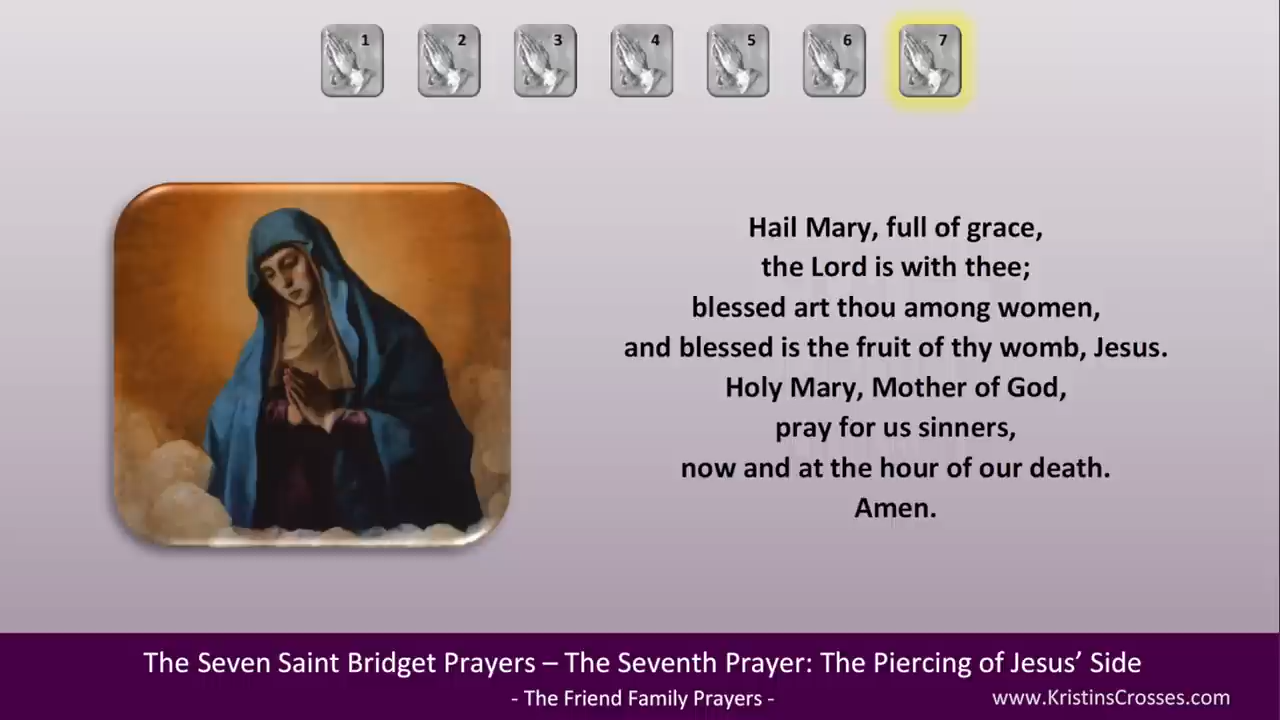 1 2 3 4 5 6 7
Hail Mary, full of grace,
the Lord is with thee;
blessed art thou among women,
and blessed is the fruit of thy womb, Jesus.
Holy Mary, Mother of God,
pray for us sinners,
now and at the hour of our death.
Amen.
The Seven Saint Bridget Prayers – The Seventh Prayer: The Piercing of Jesus’ Side
- The Friend Family Prayers -
www.KristinsCrosses.com